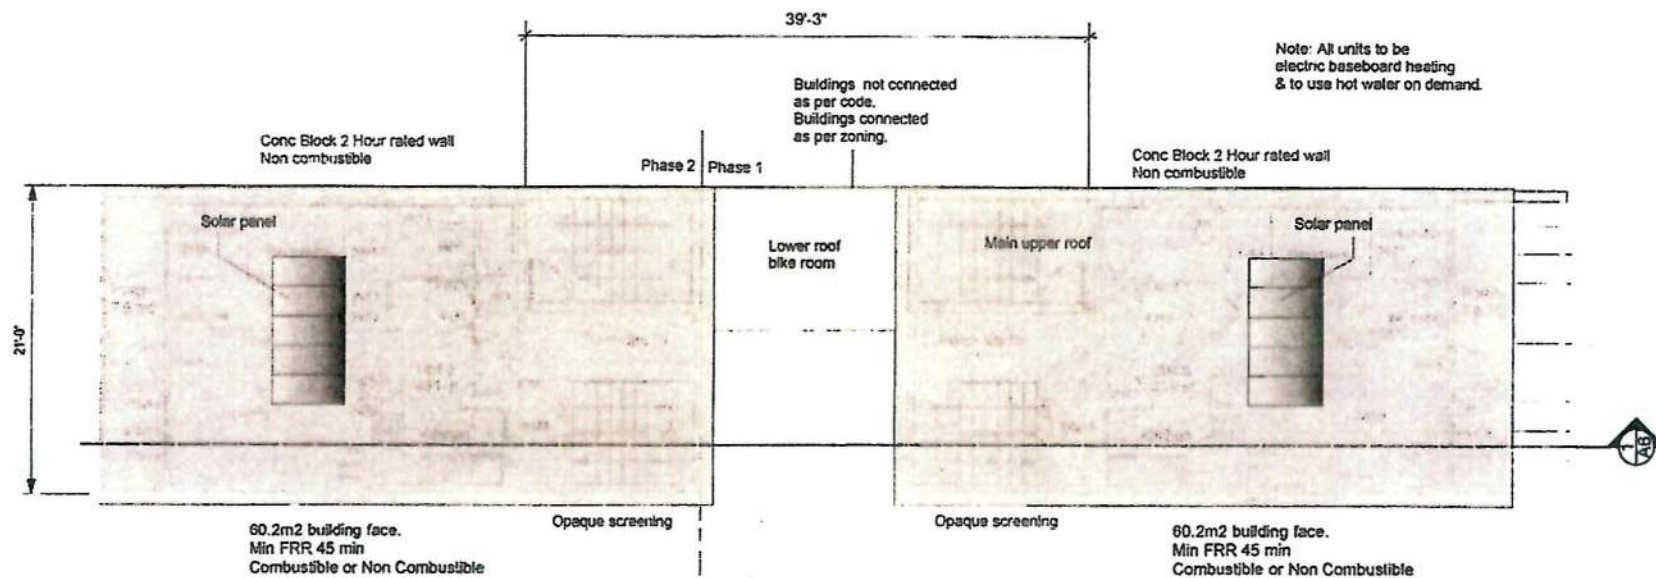 39'-3"
Note: All units to be
electric baseboard heating
& to use hot water on demand.
Buildings not connected
as per code.
Buildings connected
as per zoning.
Conc Block 2 Hour rated wall
Non combustible
Phase 2 Phase 1
Conc Block 2 Hour rated wall
Non combustible
Solar panel
Lower roof
bike room
Main upper roof
Solar panel
21'-0"
1
A6
Opaque screening
Opaque screening
60.2m2 building face.
Min FRR 45 min
Combustible or Non Combustible
60.2m2 building face.
Min FRR 45 min
Combustible or Non Combustible